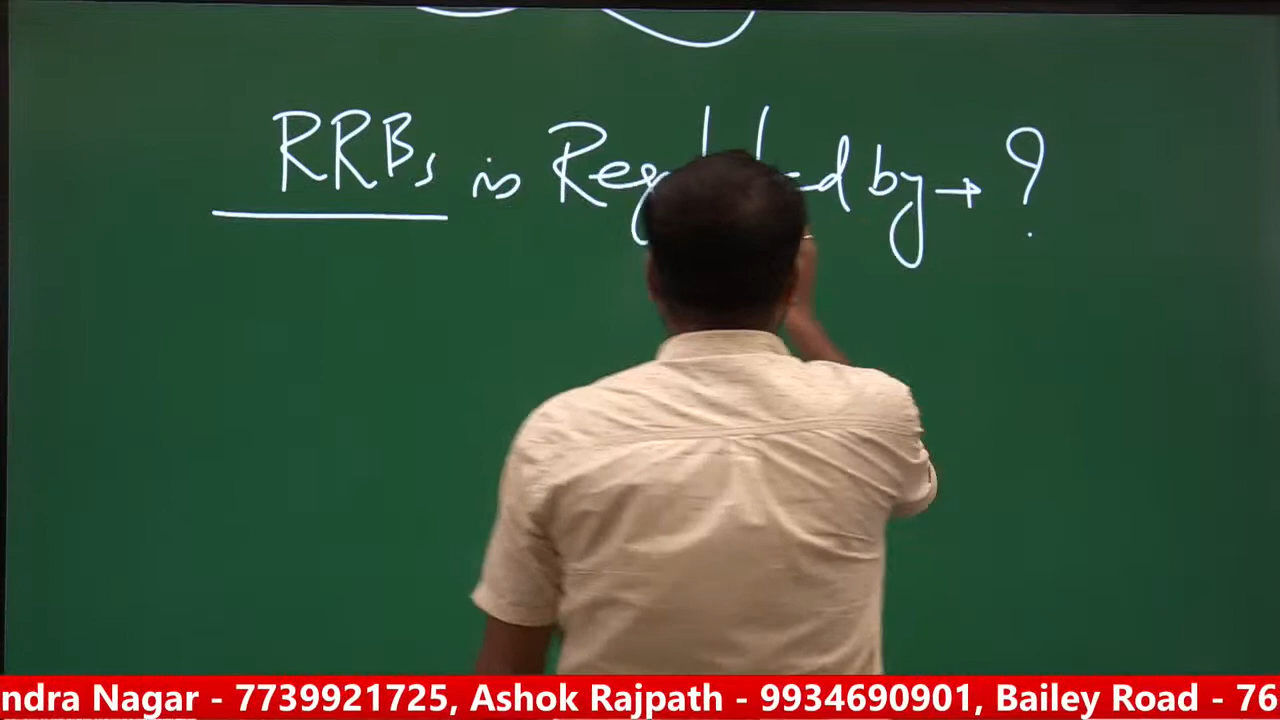 RRBs is by → ?
ndra Nagar - 7739921725, Ashok Rajpath - 9934690901, Bailey Road - 76